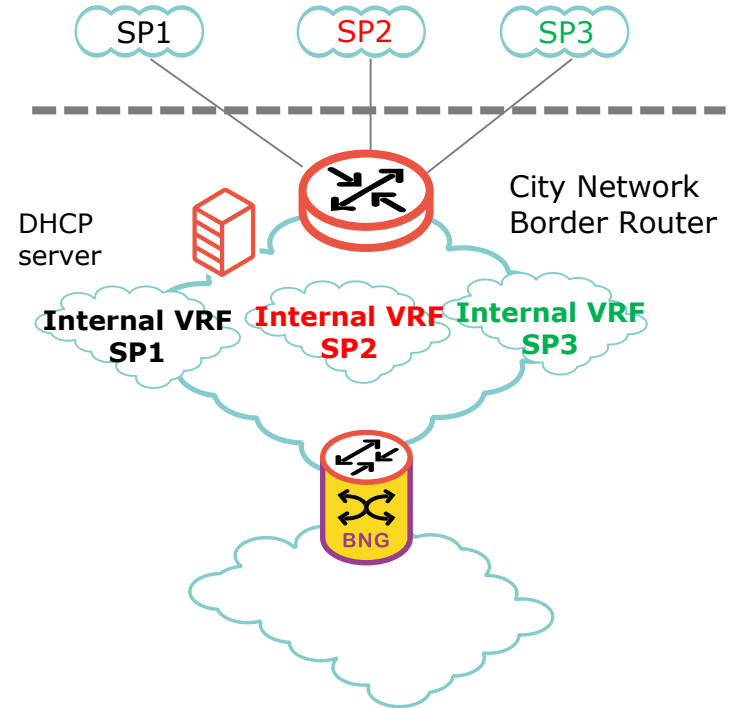 SP1
SP2
SP3
City Network
Border Router
DHCP
server
Internal VRF
SP1
Internal VRF
SP2
Internal VRF
SP3
BNG